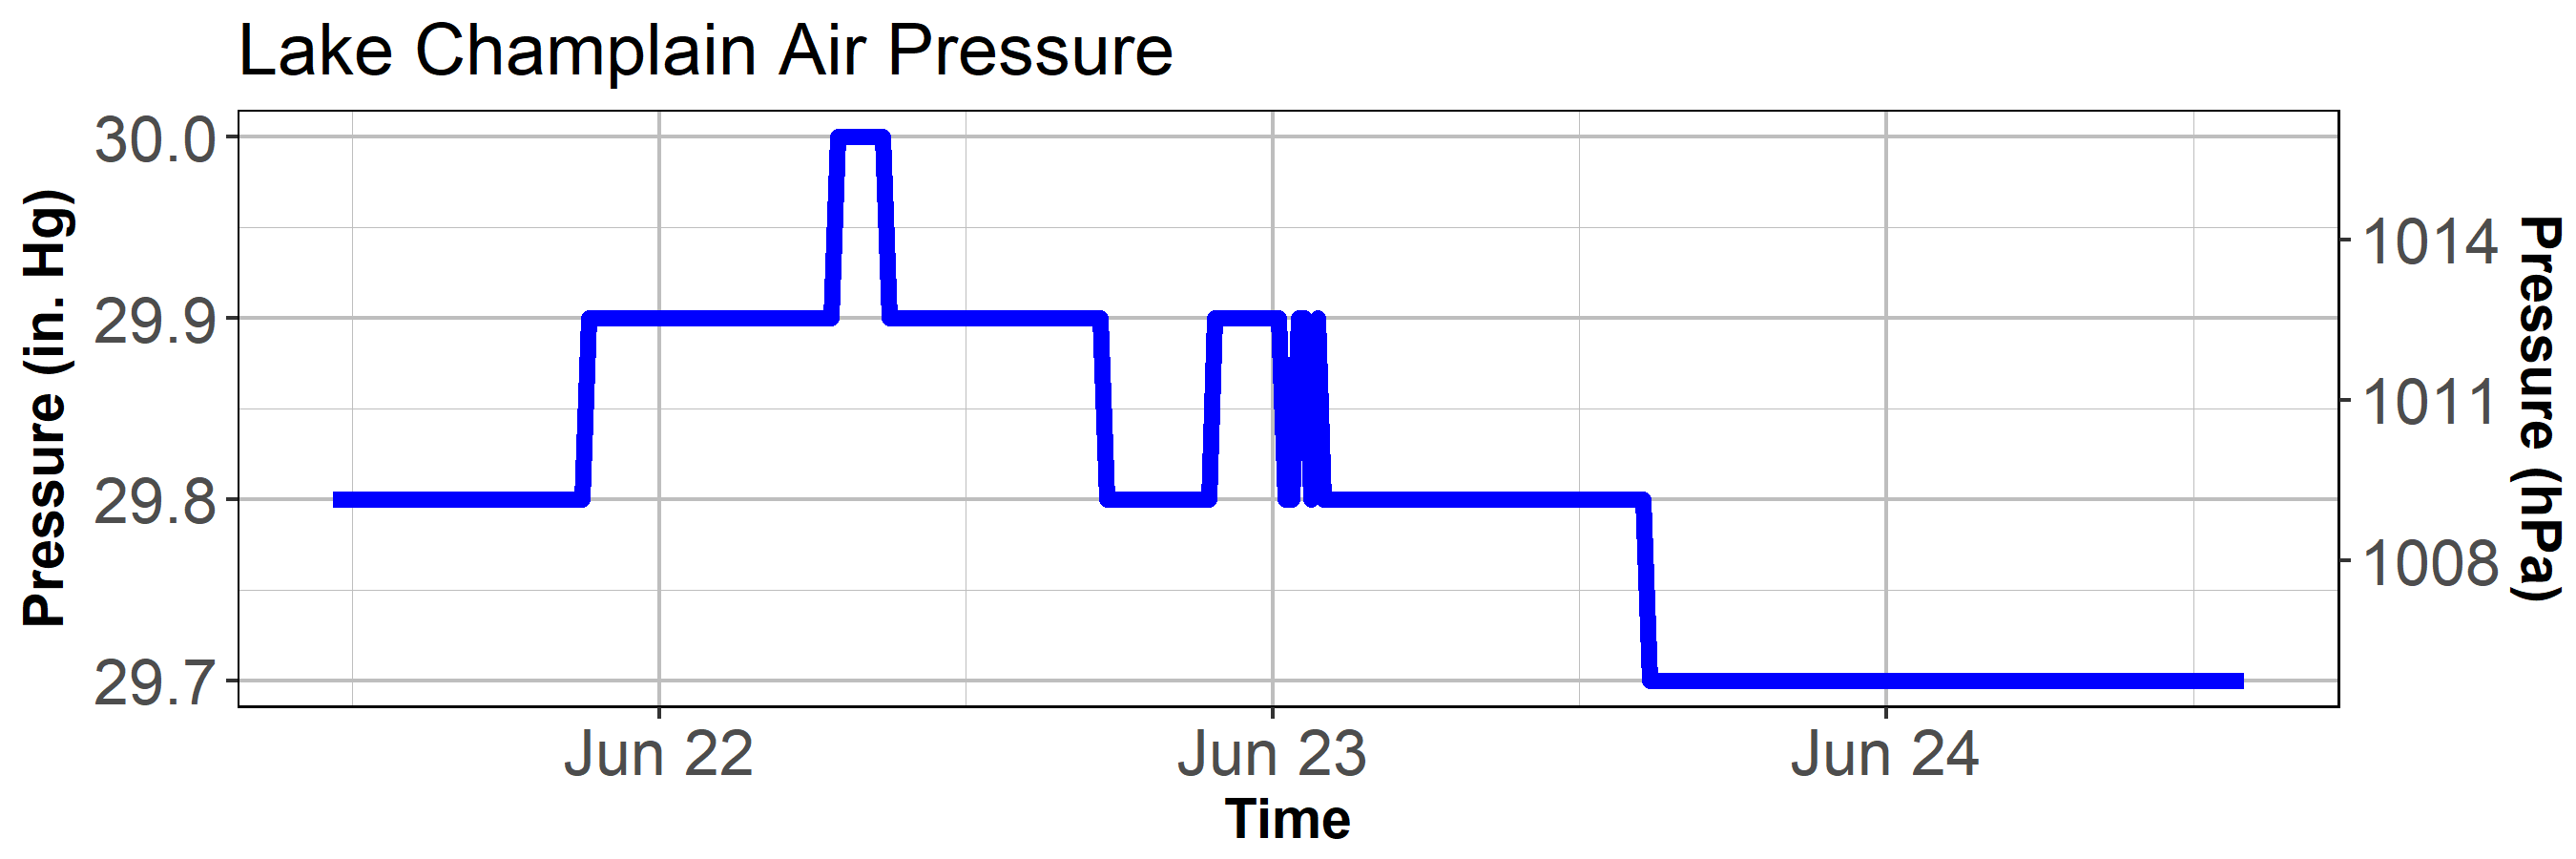 Lake Champlain Air Pressure
Pressure (in. Hg)
30.0
29.9
29.8
29.7
1014
1011
1008
Pressure (hPa)
Jun 22 Jun 23 Jun 24
Time